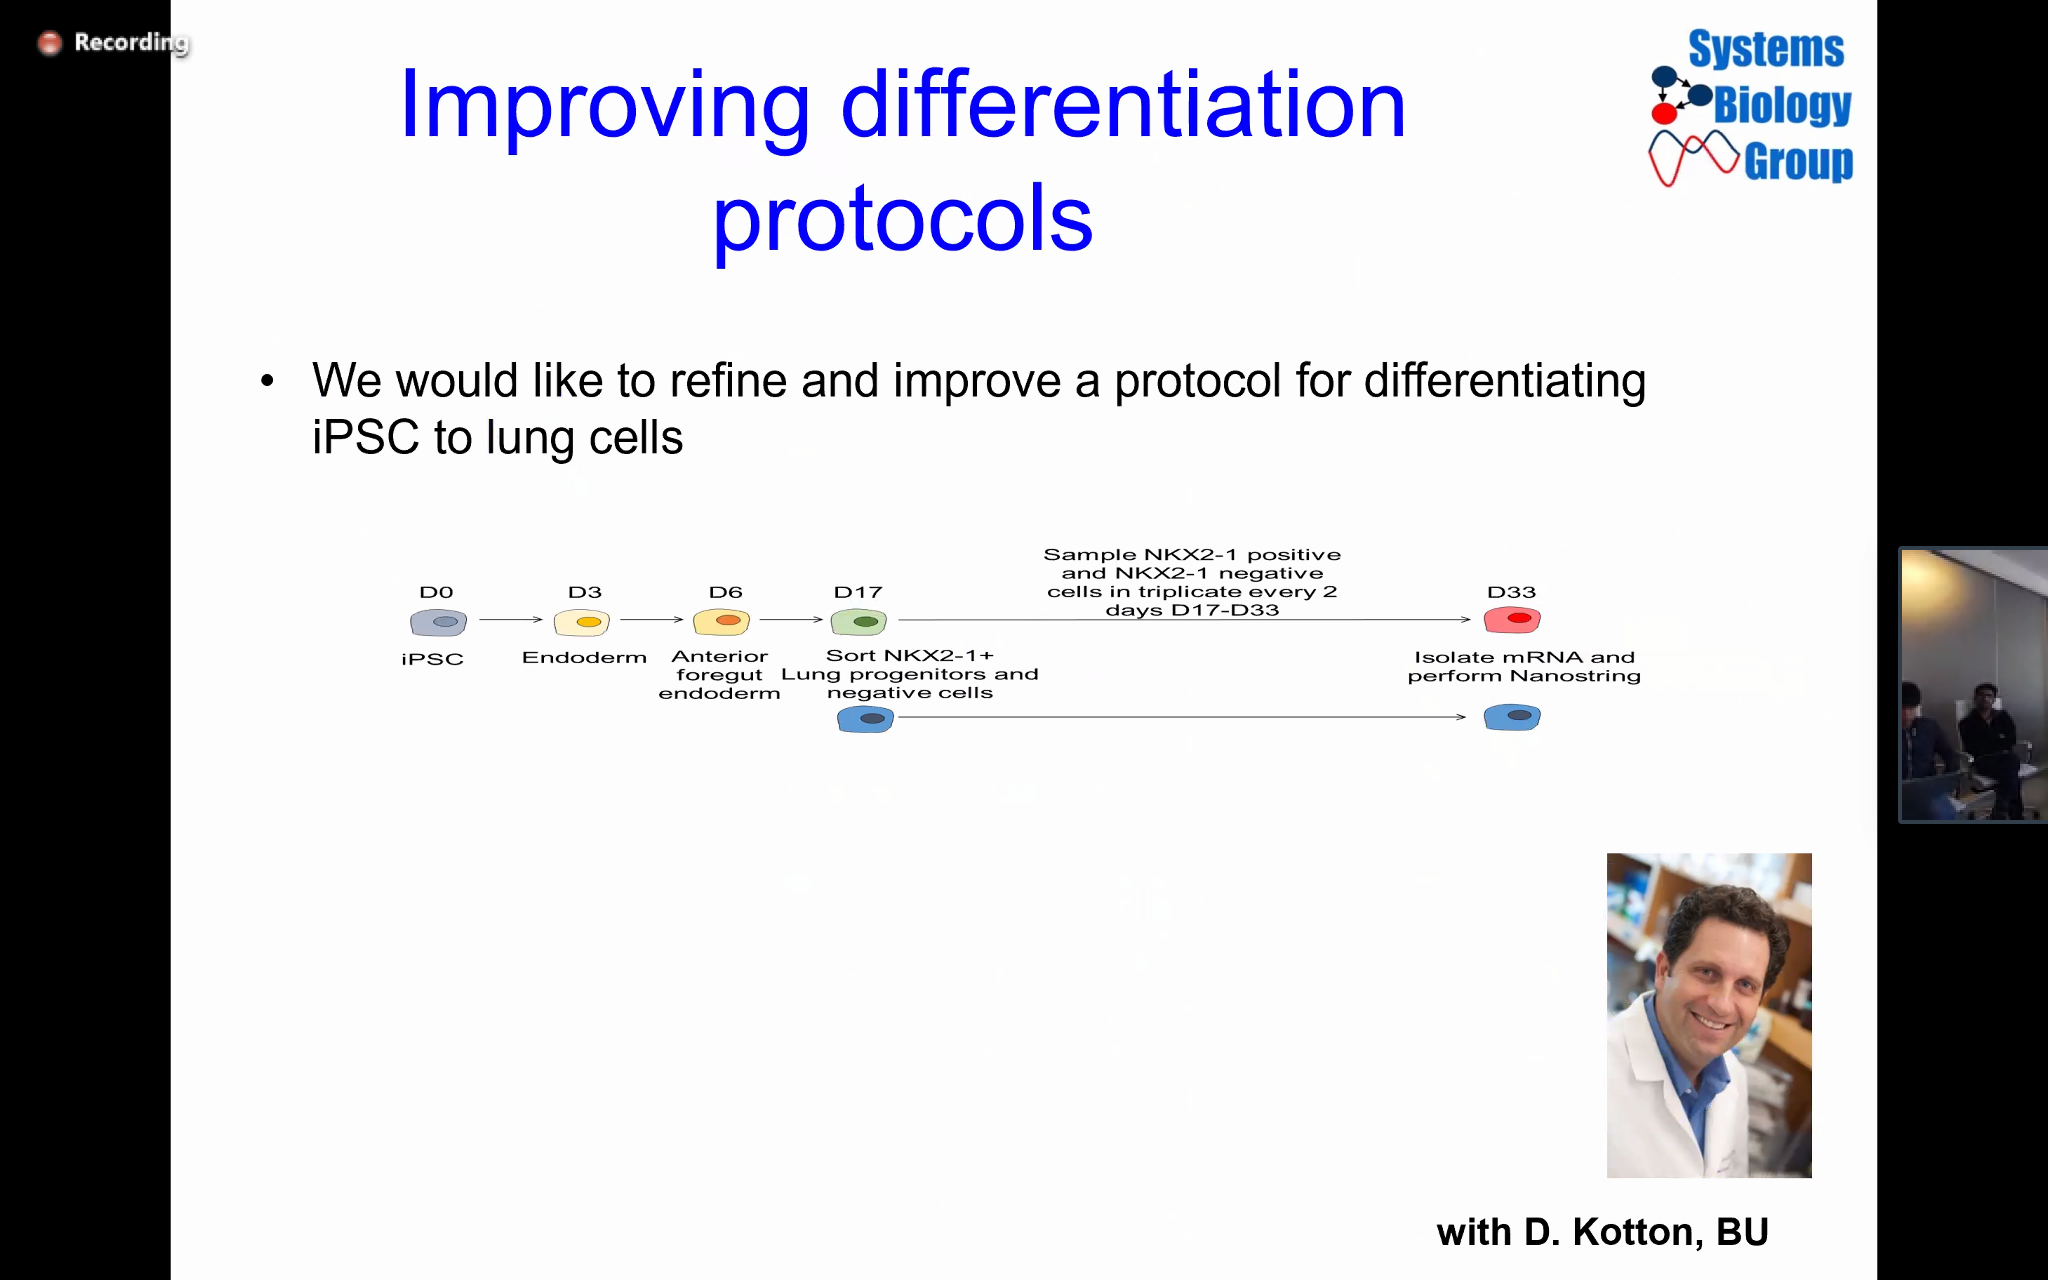 Recording
Systems
Biology
Group
Improving differentiation
protocols
• We would like to refine and improve a protocol for differentiating
iPSC to lung cells
Sample NKX2-1 positive
and NKX2-1 negative
cells in triplicate every 2
days D17-D33
D0
D3
D6
D17
D33
iPSC
Endoderm
Anterior
foregut
endoderm
Sort NKX2-1+
Lung progenitors and
negative cells
Isolate mRNA and
perform Nanostring
with D. Kotton, BU